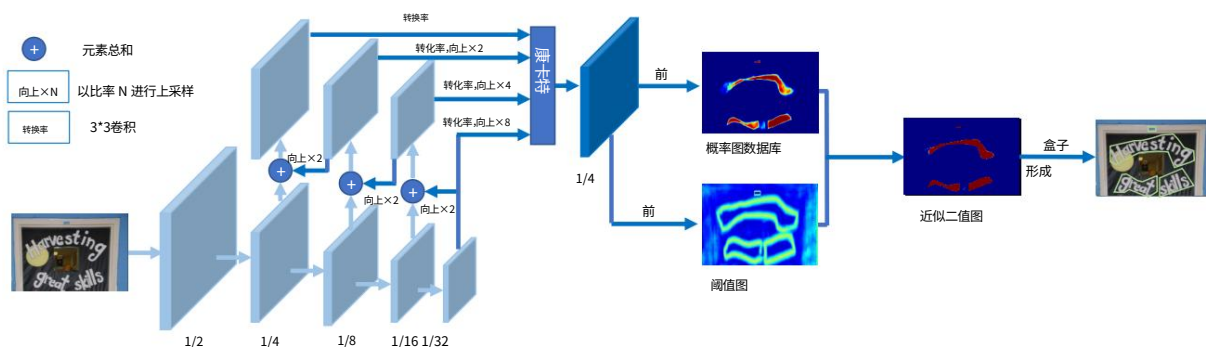 元素总和
向上×N
以比率 N 进行上采样
转换率
3*3卷积
Harvesting
great skills
1/2
1/4
1/8
1/16
1/32
向上×2
向上×2
向上×2
转换率
转化率,向上×2
转化率,向上×4
转化率,向上×8
康卡特
1/4
前
前
概率图数据库
阈值图
近似二值图
盒子
形成
Harvesting
great skills